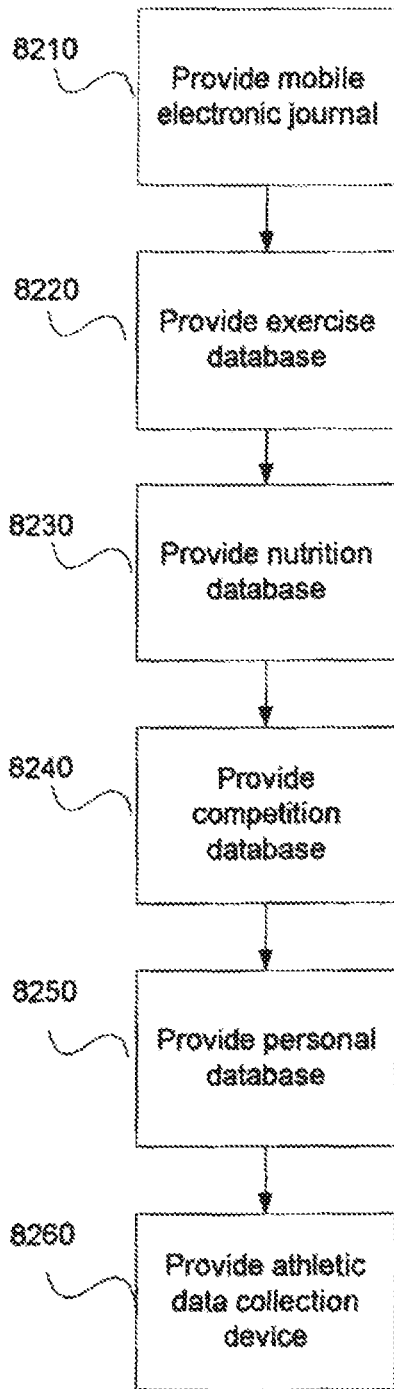 8210
Provide mobile
electronic journal
8220
Provide exercise
database
8230
Provide nutrition
database
8240
Provide
competition
database
8250
Provide personal
database
8260
Provide athletic
data collection
device